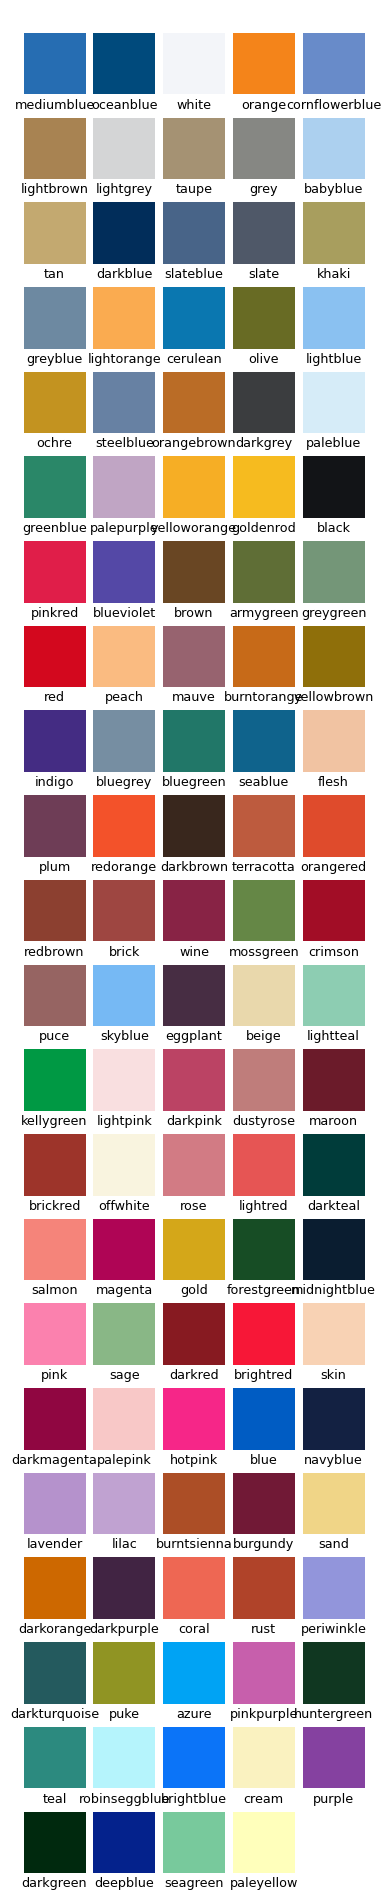 mediumblue oceanblue white orange cornflowerblue
lightbrown lightgrey taupe grey babyblue
tan darkblue slateblue slate khaki
greyblue lightorange cerulean olive lightblue
ochre steelblue orangebrown darkgrey paleblue
greenblue palepurple yelloworange goldenrod black
pinkred blueviolet brown armygreen greygreen
red peach mauve burntorange yellowbrown
indigo bluegrey bluegreen seablue flesh
plum redorange darkbrown terracotta orangered
redbrown brick wine mossgreen crimson
puce skyblue eggplant beige lightteal
kellygreen lightpink darkpink dustyrose maroon
brickred offwhite rose lightred darkteal
salmon magenta gold forestgreen midnightblue
pink sage darkred brightred skin
darkmagenta palepink hotpink blue navyblue
lavender lilac burntsienna burgundy sand
darkorange darkpurple coral rust periwinkle
darkturquoise puke azure pinkpurple huntergreen
teal robinseggblue brightblue cream purple
darkgreen deepblue seagreen paleyellow